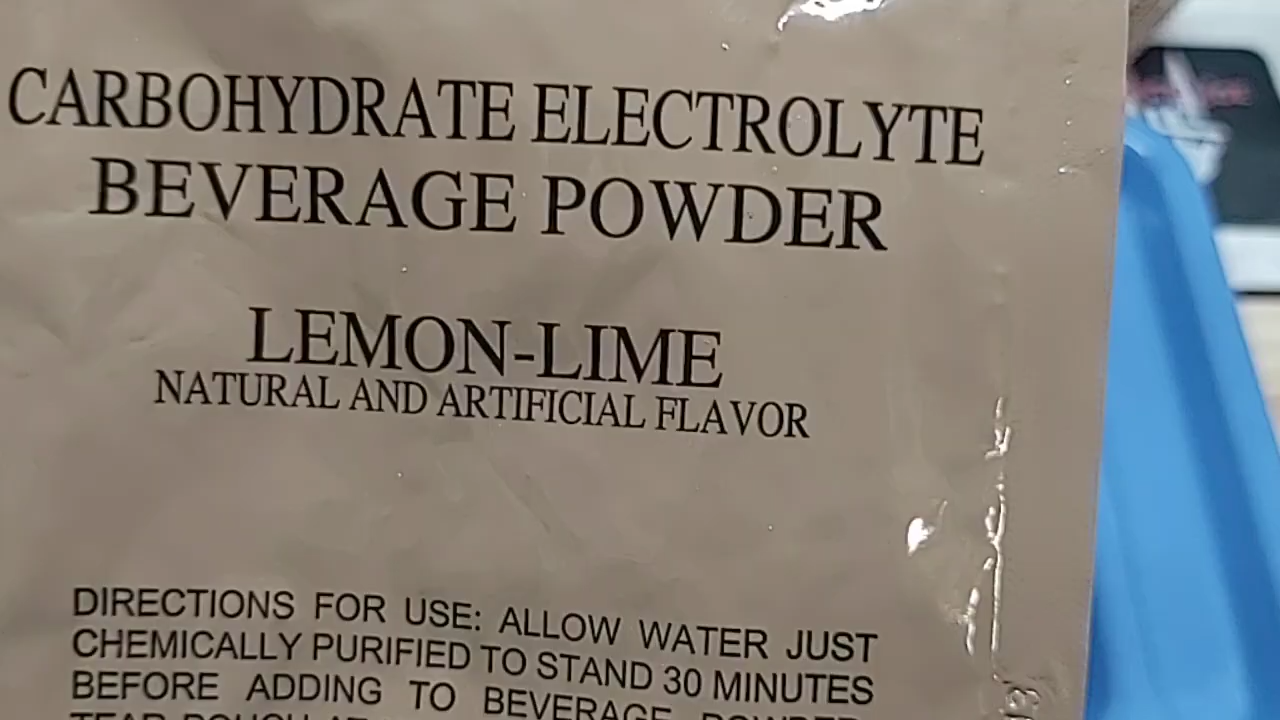 CARBOHYDRATE ELECTROLYTE
BEVERAGE POWDER
LEMON-LIME
NATURAL AND ARTIFICIAL FLAVOR
DIRECTIONS FOR USE: ALLOW WATER JUST
CHEMICALLY PURIFIED TO STAND 30 MINUTES
BEFORE ADDING TO BEVERAGE POWDER